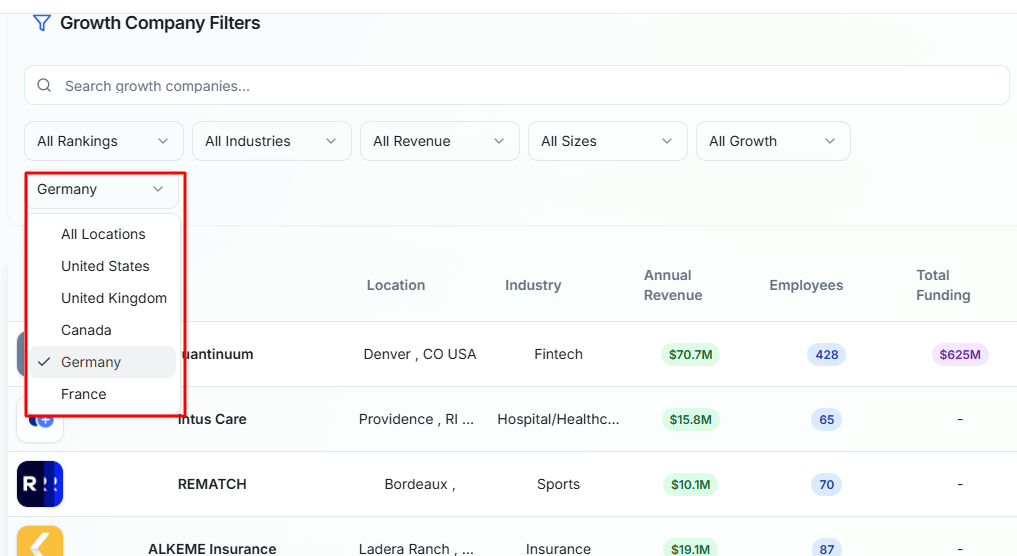 Growth Company Filters
Search growth companies...
All Rankings All Industries All Revenue All Sizes All Growth
Germany
All Locations
United States
United Kingdom
Canada
Germany
France
Location Industry Annual Revenue Employees Total Funding
uantinuum Denver , CO USA Fintech $70.7M 428 $625M
Intus Care Providence , RI ... Hospital/Healthc... $15.8M 65 -
R REMATCH Bordeaux , Sports $10.1M 70 -
ALKEME Insurance Ladera Ranch , ... Insurance $19.1M 87 -